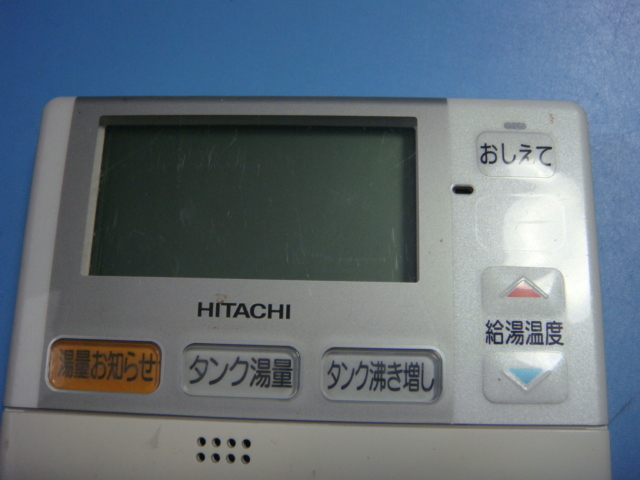 おしえて
HITACHI
給湯温度
湯量お知らせ
タンク湯量
タンク沸き増し